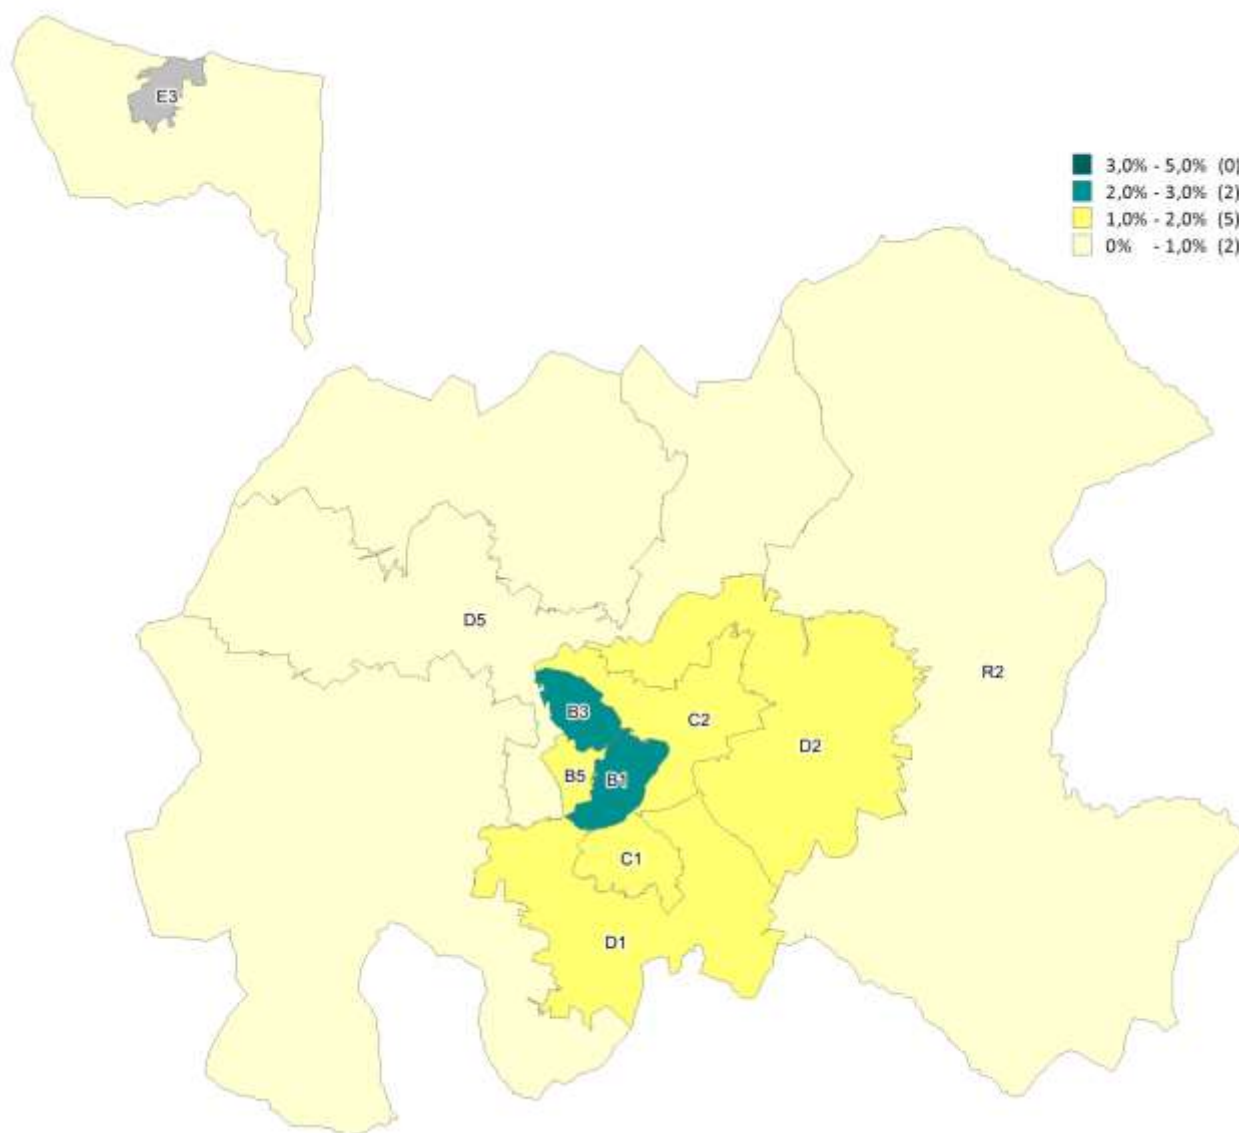 E3
3,0% - 5,0% (0)
2,0% - 3,0% (2)
1,0% - 2,0% (5)
0% - 1,0% (2)
D5
R2
B3
C2
D2
B5
B1
C1
D1